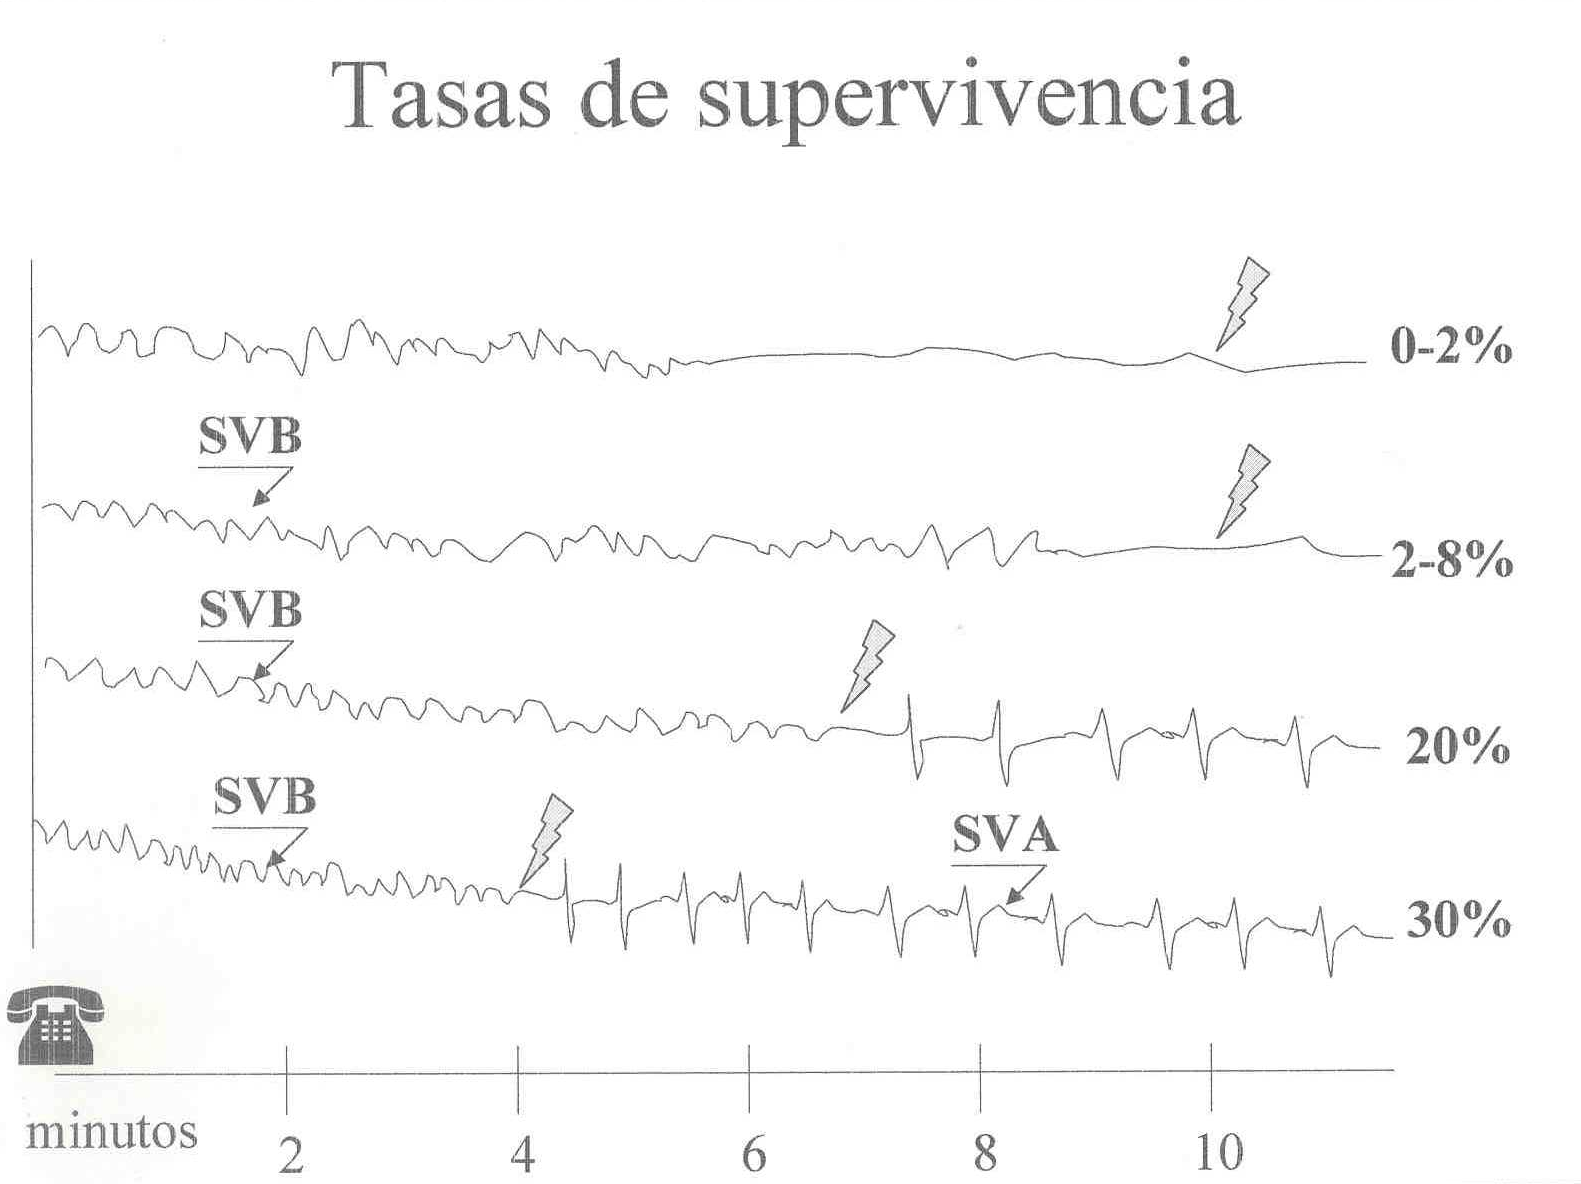 Tasas de supervivencia
0-2%
SVB
2-8%
SVB
20%
SVB
SVA
30%
minutos
2 4 6 8 10